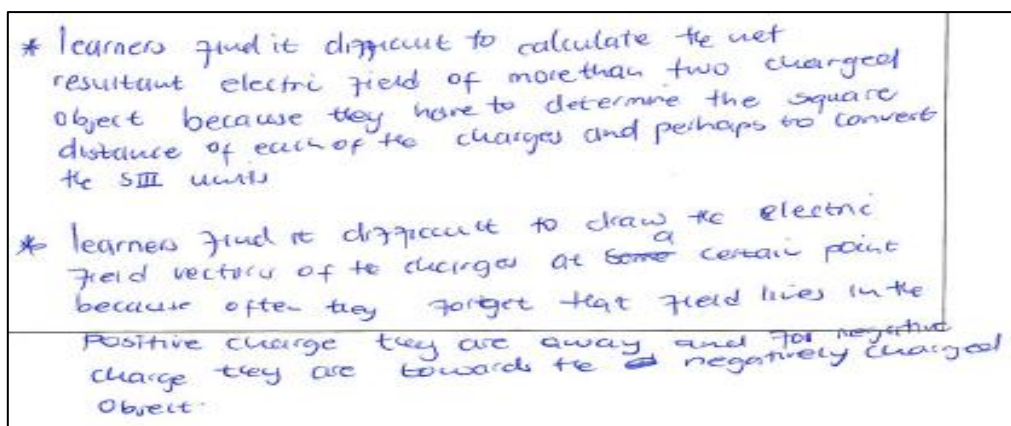 * learners find it difficult to calculate the net
resultant electric field of more than two charged
object because they have to determine the square
distance of each of the charges and perhaps to convert
the SIII units
* learners find it difficult to draw the electric
field vectors of te charges at some a certain point
because often they forget that field lines in the
Positive charge they are away and for negative
charge they are towards the negatively charged
Object.